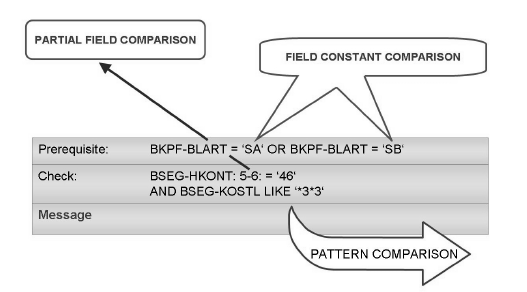 PARTIAL FIELD COMPARISON
FIELD CONSTANT COMPARISON
Prerequisite: BKPF-BLART = 'SA' OR BKPF-BLART = 'SB'
Check: BSEG-HKONT: 5-6: = '46'
AND BSEG-KOSTL LIKE '*3*3'
Message
PATTERN COMPARISON